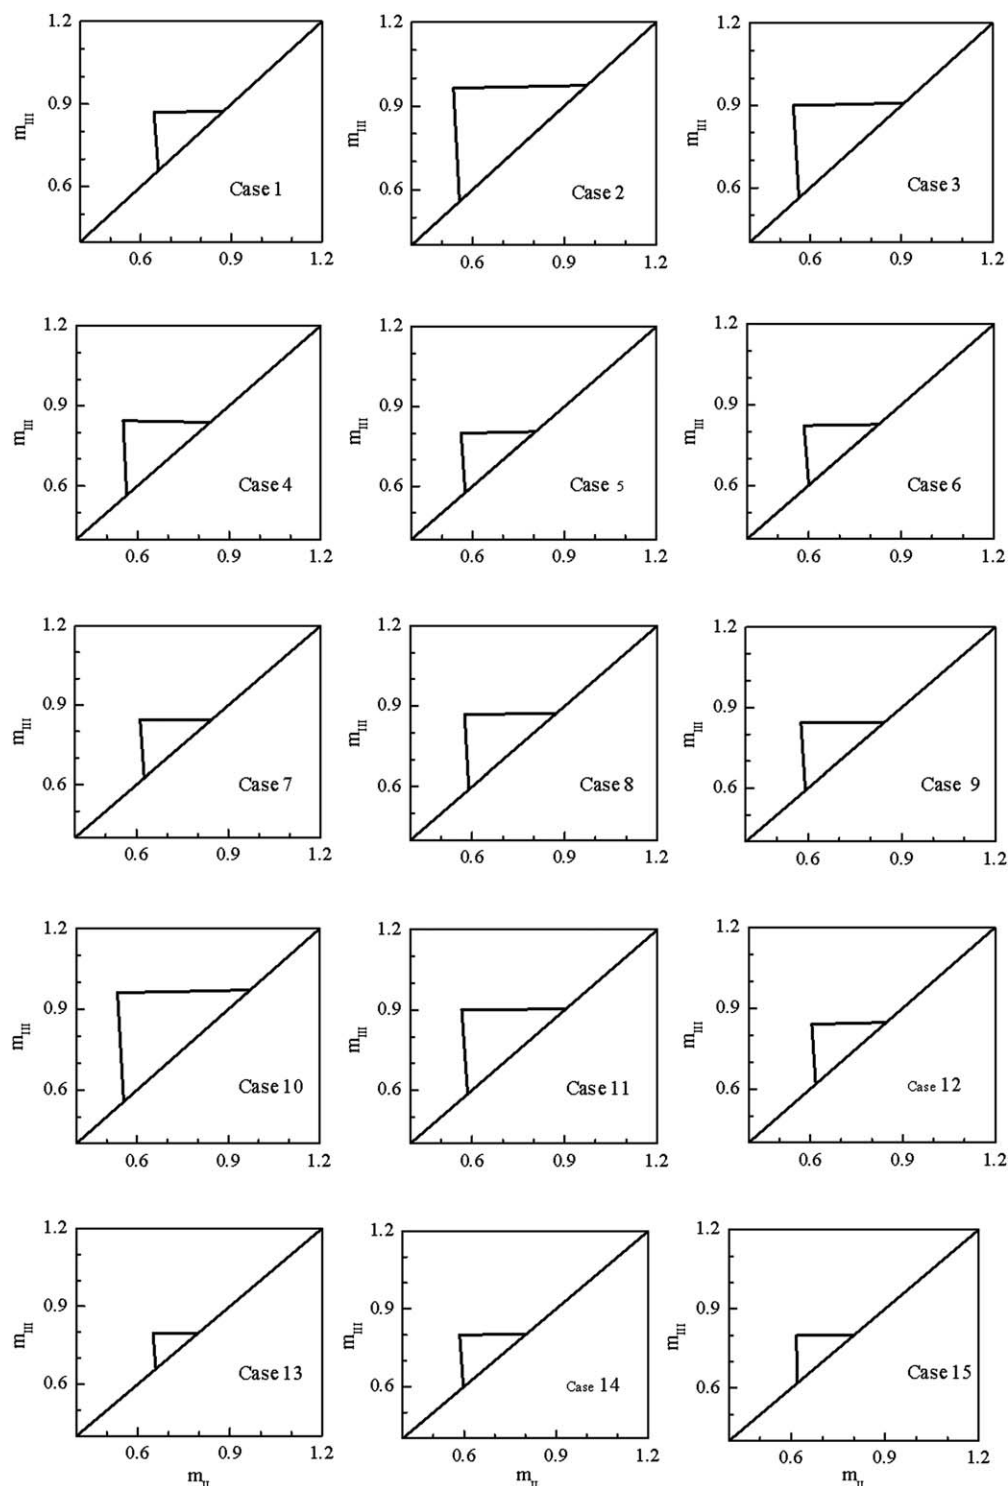 1.2 1.2 1.2
0.9 0.9 0.9
m_III m_III m_III
0.6 0.6 0.6
Case 1 Case 2 Case 3
0.6 0.9 1.2 0.6 0.9 1.2 0.6 0.9 1.2
1.2 1.2 1.2
0.9 0.9 0.9
m_III m_III m_III
0.6 0.6 0.6
Case 4 Case 5 Case 6
0.6 0.9 1.2 0.6 0.9 1.2 0.6 0.9 1.2
1.2 1.2 1.2
0.9 0.9 0.9
m_III m_III m_III
0.6 0.6 0.6
Case 7 Case 8 Case 9
0.6 0.9 1.2 0.6 0.9 1.2 0.6 0.9 1.2
1.2 1.2 1.2
0.9 0.9 0.9
m_III m_III m_III
0.6 0.6 0.6
Case 10 Case 11 Case 12
0.6 0.9 1.2 0.6 0.9 1.2 0.6 0.9 1.2
1.2 1.2 1.2
0.9 0.9 0.9
m_III m_III m_III
0.6 0.6 0.6
Case 13 Case 14 Case 15
0.6 0.9 1.2 0.6 0.9 1.2 0.6 0.9 1.2
m_II m_II m_II